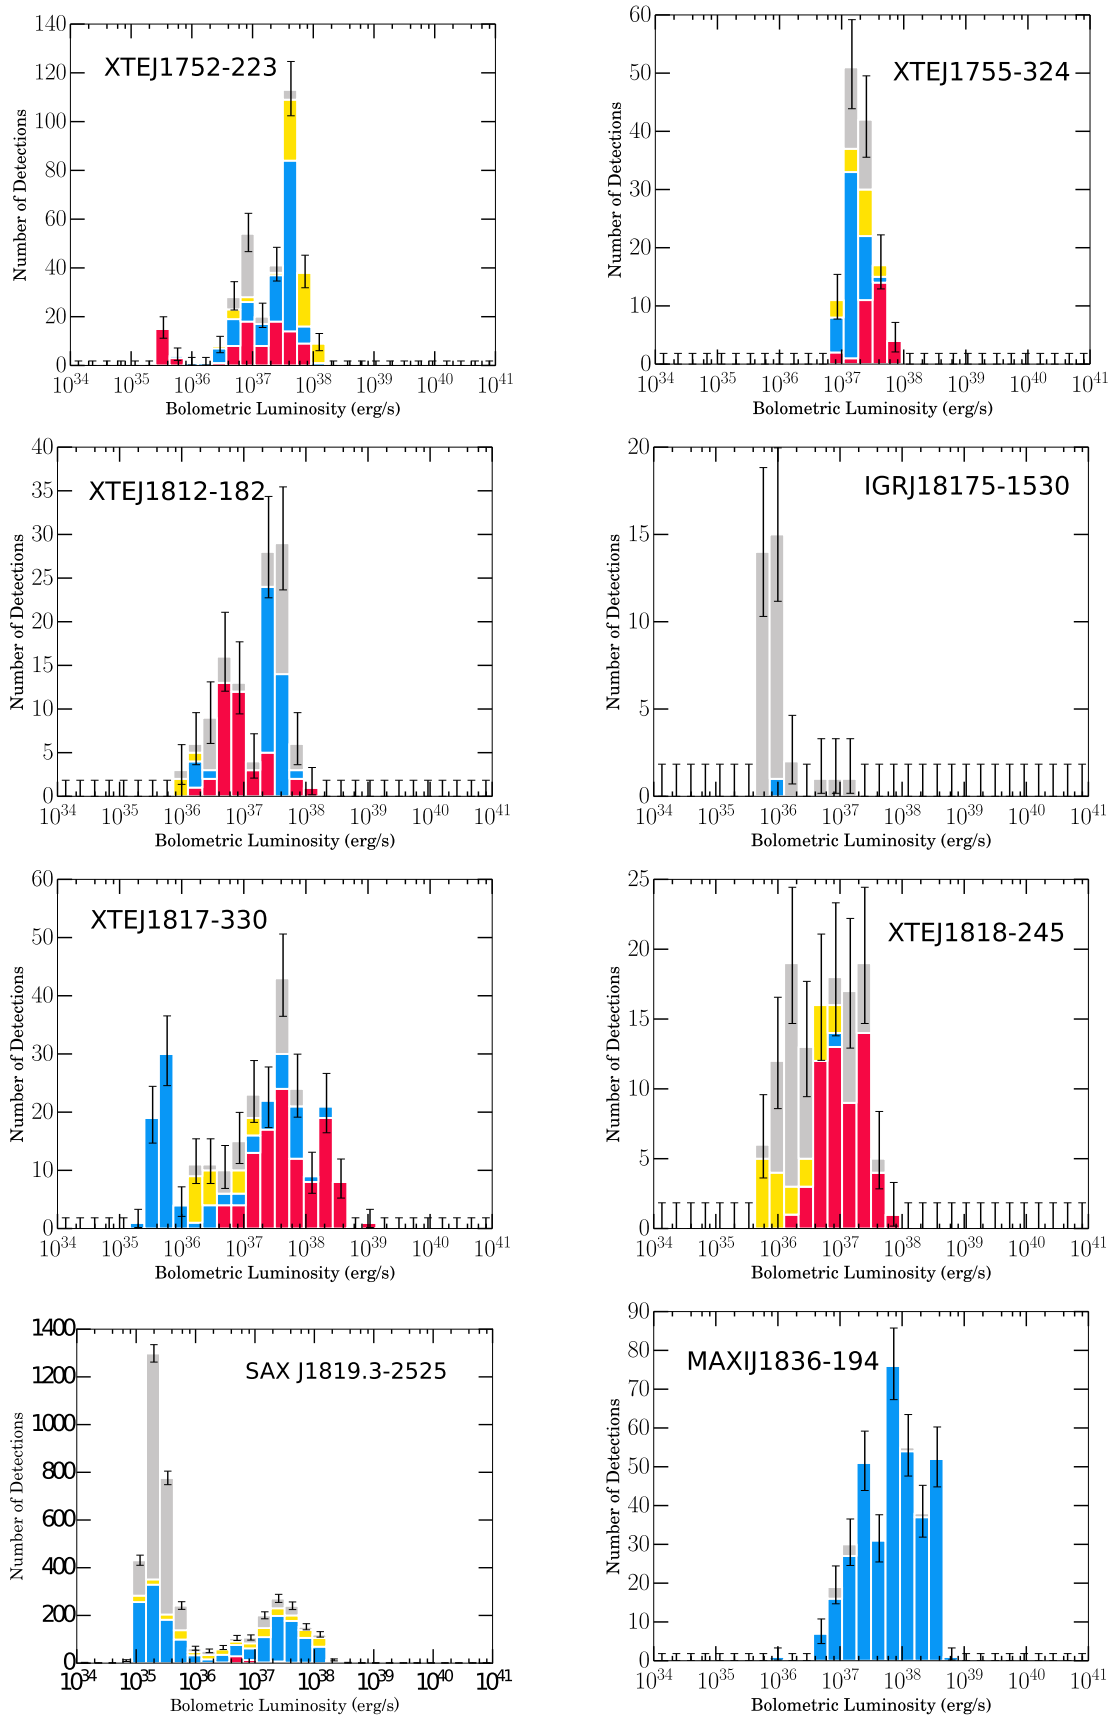 XTEJ1752-223
Number of Detections
140
120
100
80
60
40
20
0
10^34 10^35 10^36 10^37 10^38 10^39 10^40 10^41
Bolometric Luminosity (erg/s)
XTEJ1755-324
Number of Detections
60
50
40
30
20
10
0
10^34 10^35 10^36 10^37 10^38 10^39 10^40 10^41
Bolometric Luminosity (erg/s)
XTEJ1812-182
Number of Detections
40
35
30
25
20
15
10
5
0
10^34 10^35 10^36 10^37 10^38 10^39 10^40 10^41
Bolometric Luminosity (erg/s)
IGRJ18175-1530
Number of Detections
20
15
10
5
0
10^34 10^35 10^36 10^37 10^38 10^39 10^40 10^41
Bolometric Luminosity (erg/s)
XTEJ1817-330
Number of Detections
60
50
40
30
20
10
0
10^34 10^35 10^36 10^37 10^38 10^39 10^40 10^41
Bolometric Luminosity (erg/s)
XTEJ1818-245
Number of Detections
25
20
15
10
5
0
10^34 10^35 10^36 10^37 10^38 10^39 10^40 10^41
Bolometric Luminosity (erg/s)
SAX J1819.3-2525
Number of Detections
1400
1200
1000
800
600
400
200
0
10^34 10^35 10^36 10^37 10^38 10^39 10^40 10^41
Bolometric Luminosity (erg/s)
MAXIJ1836-194
Number of Detections
90
80
70
60
50
40
30
20
10
0
10^34 10^35 10^36 10^37 10^38 10^39 10^40 10^41
Bolometric Luminosity (erg/s)